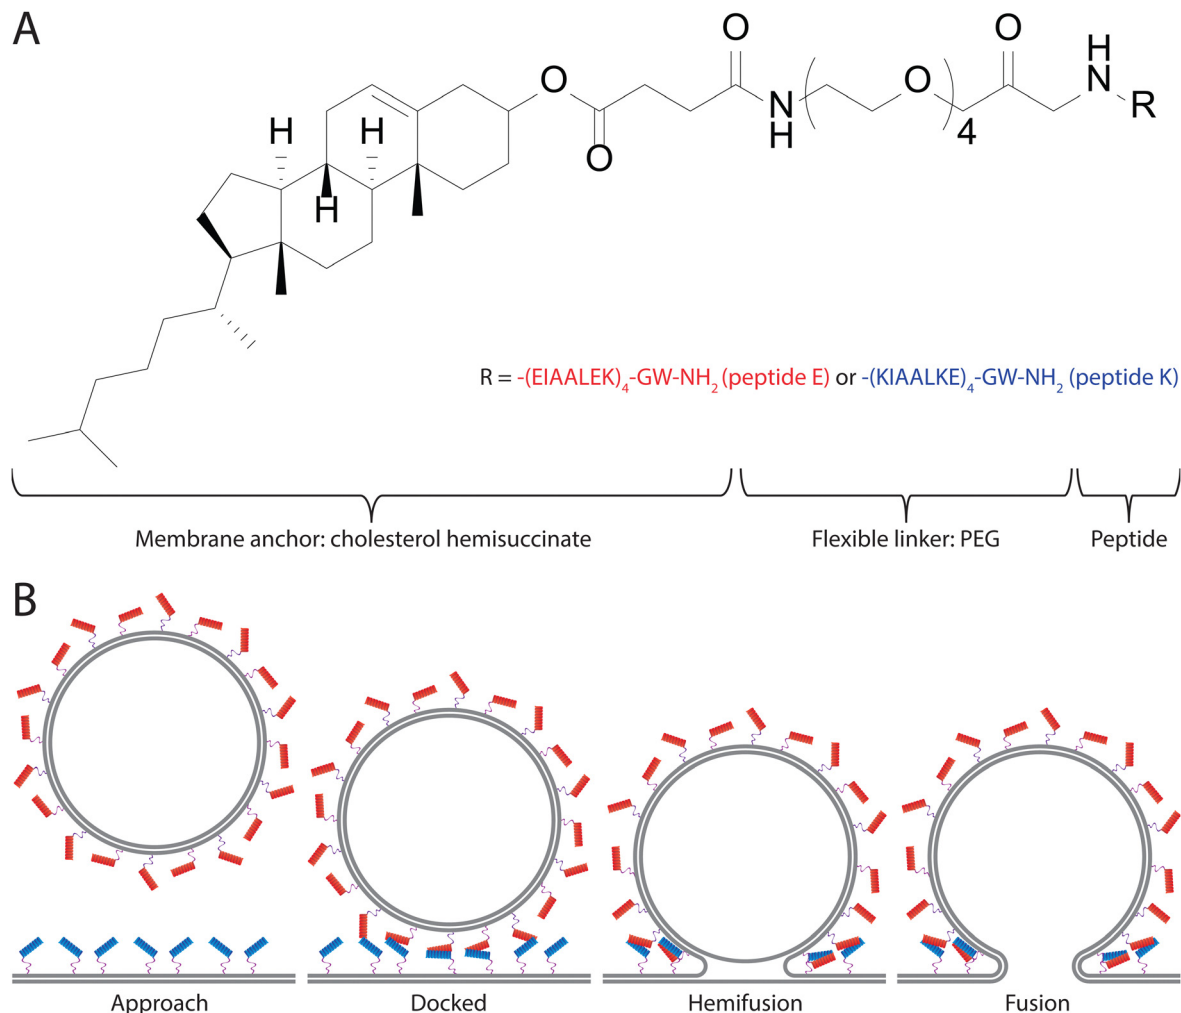 A
O
O
H
N
R
O
O
O
N
H
4
H
H
H
R = -(EIAALEK)4-GW-NH2 (peptide E) or -(KIAALKE)4-GW-NH2 (peptide K)
Membrane anchor: cholesterol hemisuccinate
Flexible linker: PEG
Peptide
B
Approach
Docked
Hemifusion
Fusion